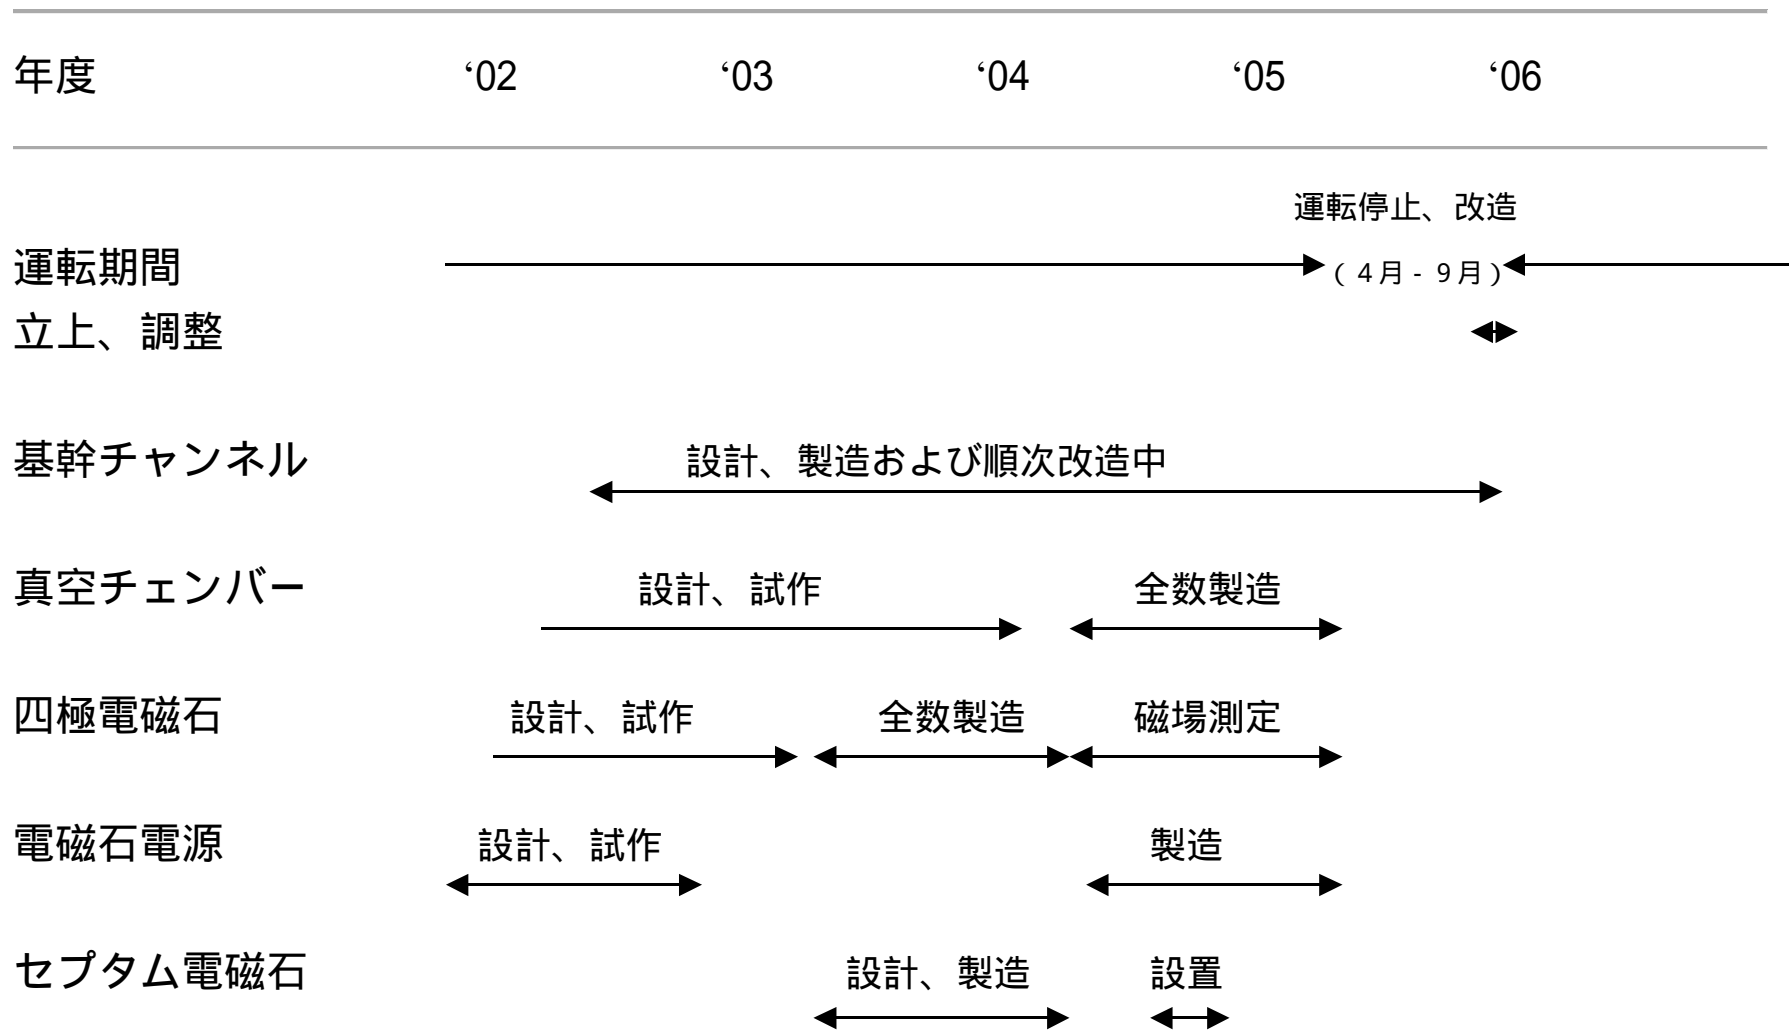 年度 ‘02 ‘03 ‘04 ‘05 ‘06
運転停止、改造
運転期間 (4月-9月)
立上、調整
基幹チャンネル 設計、製造および順次改造中
真空チェンバー 設計、試作 全数製造
四極電磁石 設計、試作 全数製造 磁場測定
電磁石電源 設計、試作 製造
セプタム電磁石 設計、製造 設置